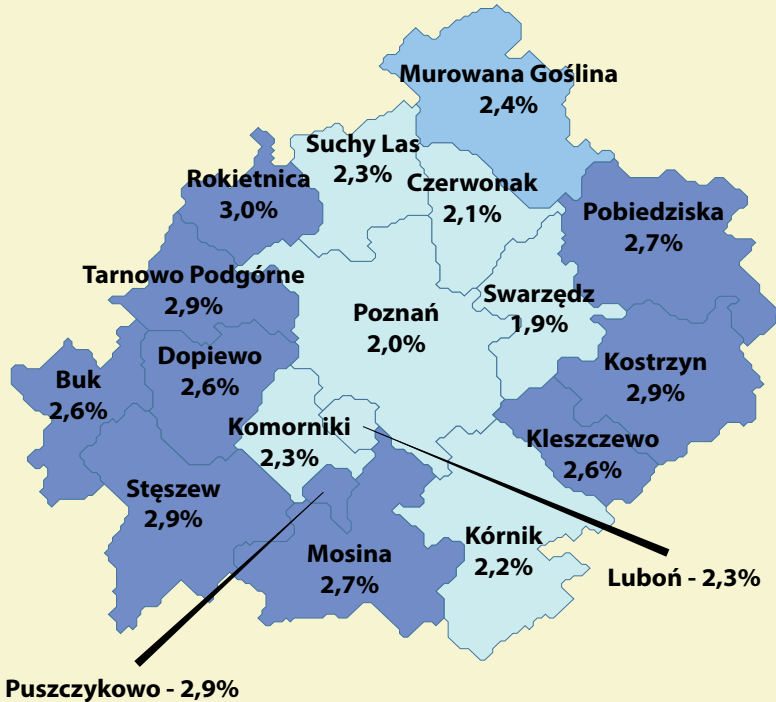 Murowana Goślina
2,4%
Suchy Las
2,3%
Rokietnica
3,0%
Czerwonak
2,1%
Pobiedziska
2,7%
Tarnowo Podgórne
2,9%
Swarzędz
1,9%
Poznań
2,0%
Dopiewo
2,6%
Kostrzyn
2,9%
Buk
2,6%
Komorniki
2,3%
Kleszczewo
2,6%
Stęszew
2,9%
Kórnik
2,2%
Mosina
2,7%
Luboń - 2,3%
Puszczykowo - 2,9%